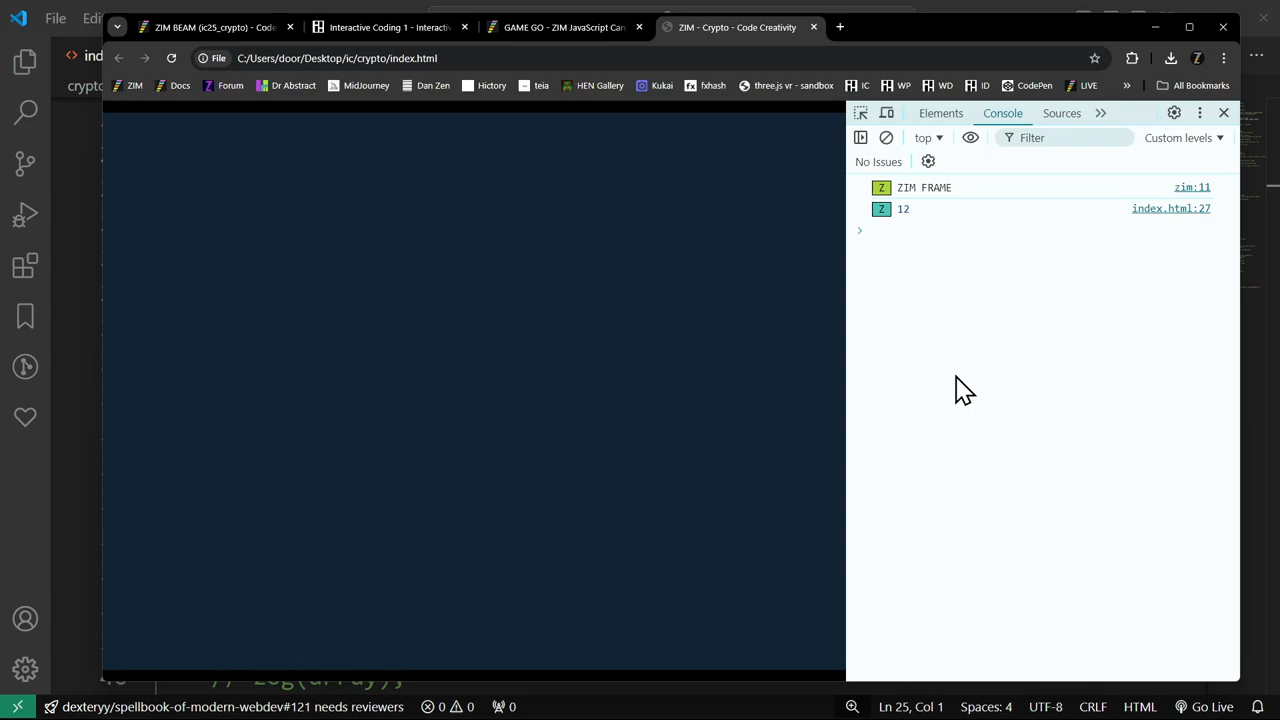 File
ZIM BEAM (ic25_crypto) - Code
Interactive Coding 1 - Interactiv
GAME GO - ZIM JavaScript Can
ZIM - Crypto - Code Creativity
File
C:/Users/door/Desktop/ic/crypto/index.html
ZIM
Docs
Forum
Dr Abstract
MidJourney
Dan Zen
HEN Gallery
Hictory
teia
Kukai
fxhash
three.js vr - sandbox
IC
WP
WD
ID
CodePen
LIVE
All Bookmarks
Elements
Console
Sources
top
Filter
Custom levels
No Issues
Z ZIM FRAME zim:11
Z 12 index.html:27
// zog(array);
dexteryy/spellbook-of-modern-webdev#121 needs reviewers
0 0 0
Ln 25, Col 1
Spaces: 4
UTF-8
CRLF
HTML
Go Live